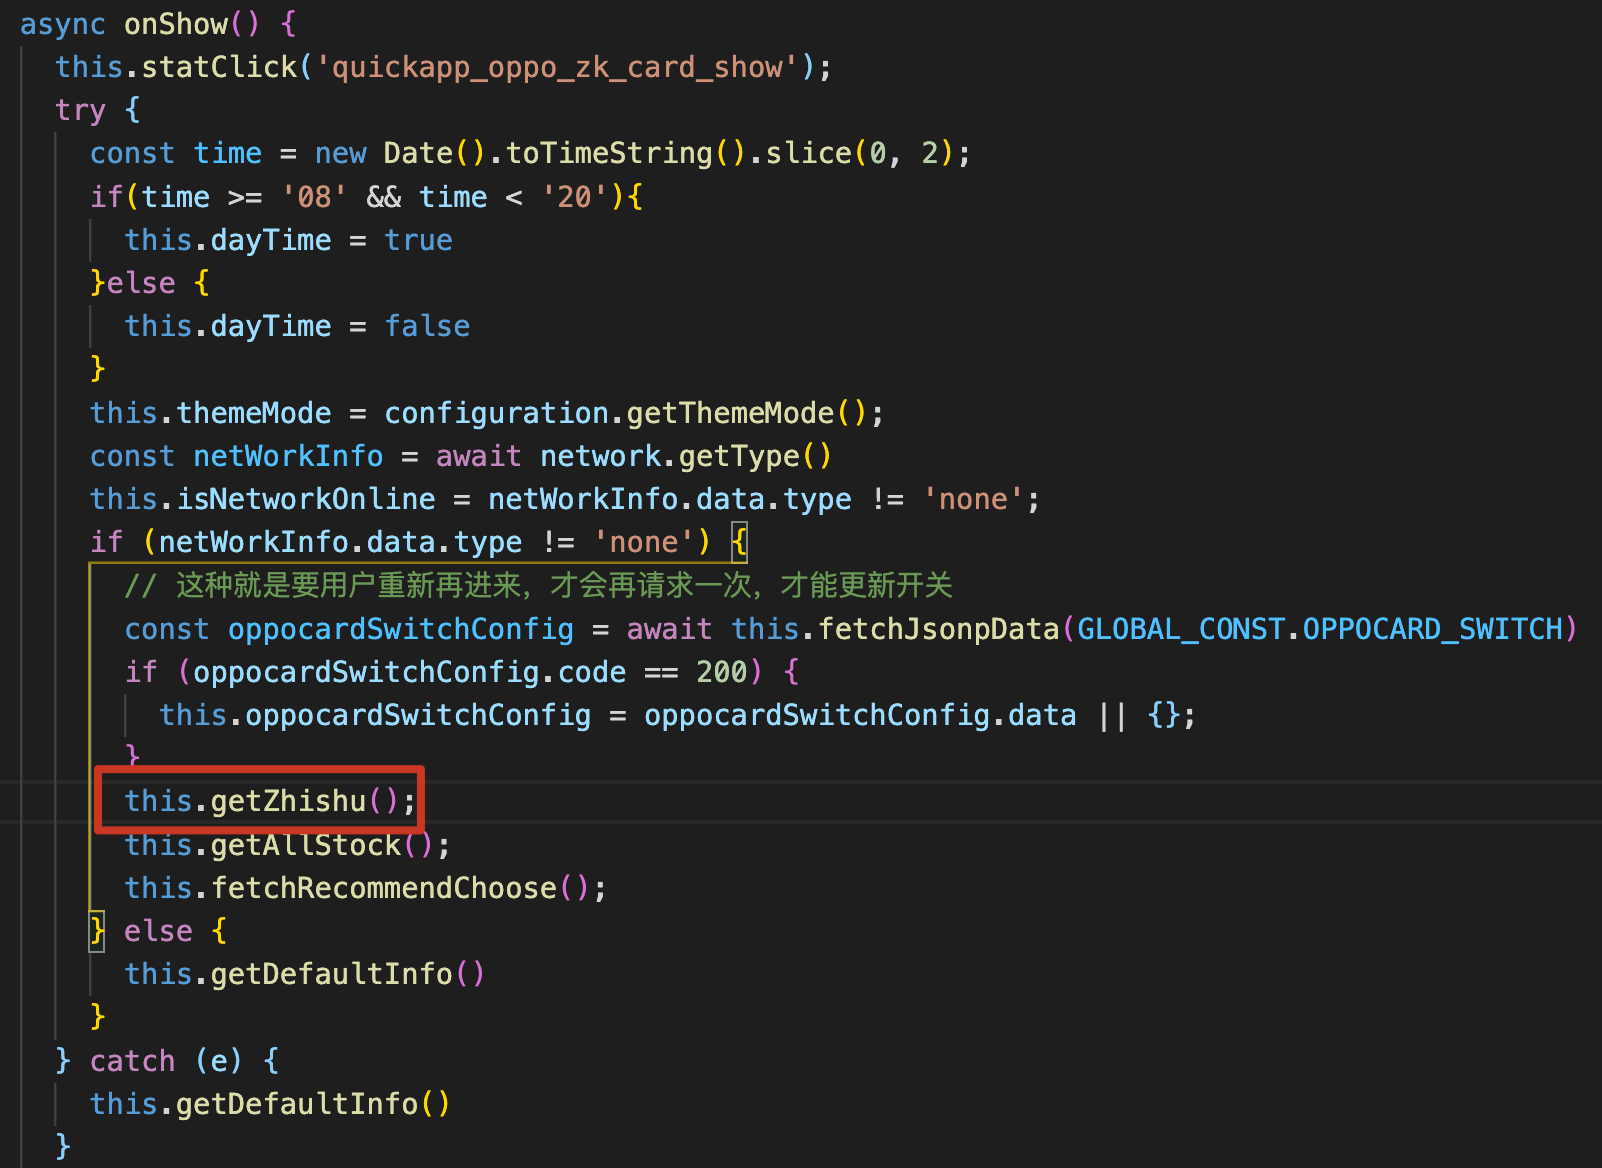 async onShow() {
this.statClick('quickapp_oppo_zk_card_show');
try {
const time = new Date().toTimeString().slice(0, 2);
if(time >= '08' && time < '20'){
this.dayTime = true
}else {
this.dayTime = false
}
this.themeMode = configuration.getThemeMode();
const netWorkInfo = await network.getType()
this.isNetworkOnline = netWorkInfo.data.type != 'none';
if (netWorkInfo.data.type != 'none') {
// 这种就是要用户重新再进来，才会再请求一次，才能更新开关
const oppocardSwitchConfig = await this.fetchJsonpData(GLOBAL_CONST.OPPOCARD_SWITCH)
if (oppocardSwitchConfig.code == 200) {
this.oppocardSwitchConfig = oppocardSwitchConfig.data || {};
}
this.getZhishu();
this.getAllStock();
this.fetchRecommendChoose();
} else {
this.getDefaultInfo()
}
} catch (e) {
this.getDefaultInfo()
}